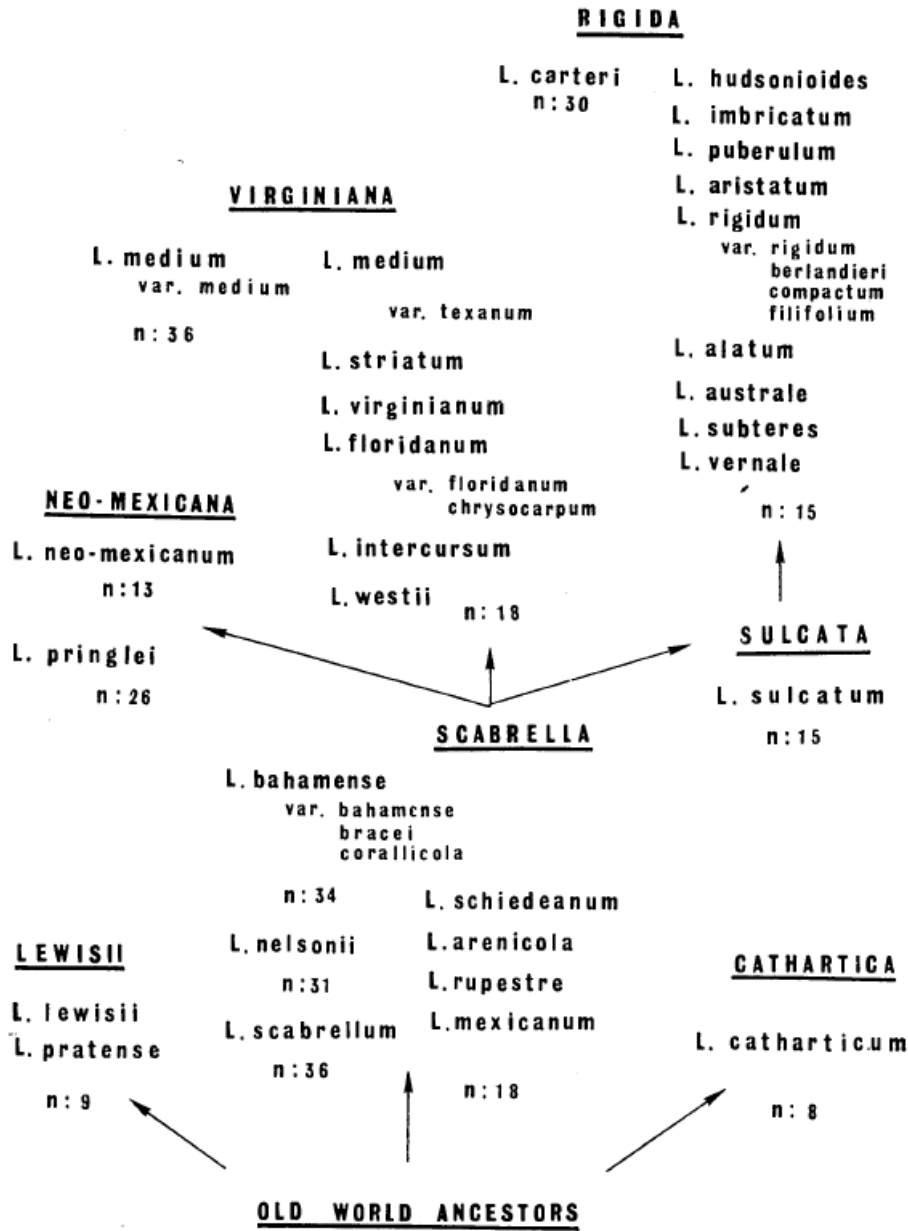 RIGIDA
L. carteri
n:30
L. hudsonioides
L. imbricatum
L. puberulum
L. aristatum
L. rigidum
var. rigidum
berlandieri
compactum
filifolium
L. alatum
L. australe
L. subteres
L. vernale
n: 15
VIRGINIANA
L. medium
var. medium
n: 36
L. medium
var. texanum
L. striatum
L. virginianum
L. floridanum
var. floridanum
chrysocarpum
L. intercursum
L. westii
n:18
NEO-MEXICANA
L. neo-mexicanum
n:13
L. pringlei
n:26
SULCATA
L. sulcatum
n:15
SCABRELLA
L. bahamense
var. bahamense
bracei
corallicola
n:34
L. nelsonii
n:31
L. scabrellum
n:36
L. schiedeanum
L. arenicola
L. rupestre
L. mexicanum
n:18
LEWISII
L. lewisii
L. pratense
n: 9
CATHARTICA
L. catharticum
n: 8
OLD WORLD ANCESTORS